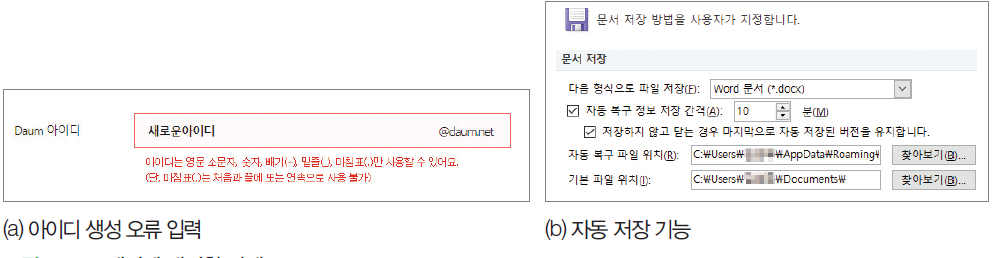 Daum 아이디
새로운아이디
@daum.net
아이디는 영문 소문자, 숫자, 빼기(-), 밑줄(_), 마침표(.)만 사용할 수 있어요.
(단, 마침표(.)는 처음과 끝에 또는 연속으로 사용 불가)
(a) 아이디 생성 오류 입력
문서 저장 방법을 사용자가 지정합니다.
문서 저장
다음 형식으로 파일 저장(F): Word 문서 (*.docx)
자동 복구 정보 저장 간격(A): 10 분(M)
저장하지 않고 닫는 경우 마지막으로 자동 저장된 버전을 유지합니다.
자동 복구 파일 위치(R): C:₩Users₩ ₩AppData₩Roaming₩ 찾아보기(B)...
기본 파일 위치(I): C:₩Users₩ ₩Documents₩ 찾아보기(B)...
(b) 자동 저장 기능